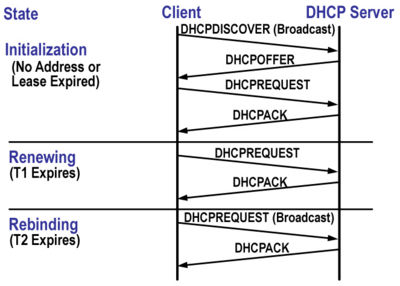 State Client DHCP Server
DHCPDISCOVER (Broadcast)
Initialization
(No Address or
Lease Expired)
DHCPOFFER
DHCPREQUEST
DHCPACK
Renewing
(T1 Expires)
DHCPREQUEST
DHCPACK
Rebinding
(T2 Expires)
DHCPREQUEST (Broadcast)
DHCPACK